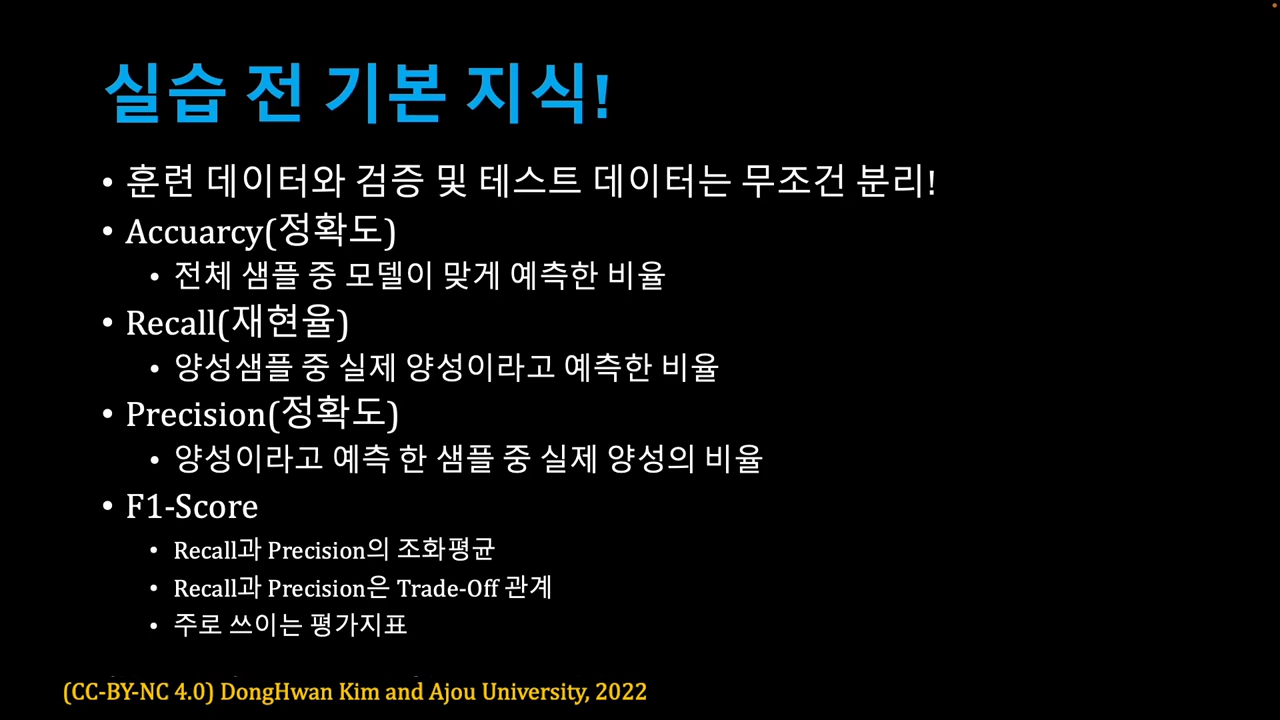 실습 전 기본 지식!
• 훈련 데이터와 검증 및 테스트 데이터는 무조건 분리!
• Accuarcy(정확도)
• 전체 샘플 중 모델이 맞게 예측한 비율
• Recall(재현율)
• 양성샘플 중 실제 양성이라고 예측한 비율
• Precision(정확도)
• 양성이라고 예측 한 샘플 중 실제 양성의 비율
• F1-Score
• Recall과 Precision의 조화평균
• Recall과 Precision은 Trade-Off 관계
• 주로 쓰이는 평가지표
(CC-BY-NC 4.0) DongHwan Kim and Ajou University, 2022